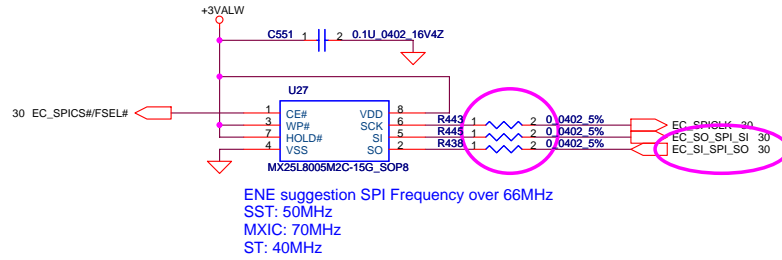 +3VALW
C551 1 2 0.1U_0402_16V4Z
U27
30 EC_SPICS#/FSEL# 1 CE# VDD 8
3 WP# SCK 6 R443 1 2 0_0402_5% EC_SPICLK 30
7 HOLD# SI 5 R445 1 2 0_0402_5% EC_SO_SPI_SI 30
4 VSS SO 2 R438 1 2 0_0402_5% EC_SI_SPI_SO 30
MX25L8005M2C-15G_SOP8
ENE suggestion SPI Frequency over 66MHz
SST: 50MHz
MXIC: 70MHz
ST: 40MHz